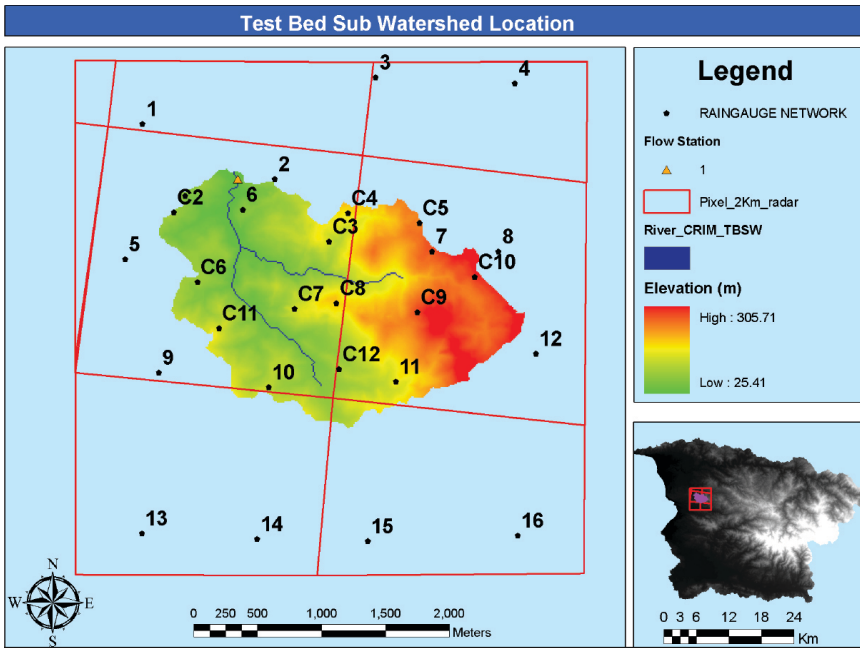 Test Bed Sub Watershed Location
3
4
1
2
C2
6
C4
C5
C3
7
8
5
C10
C6
C7
C8
C9
C11
12
9
C12
10
11
13
14
15
16
N
W
E
S
0 250 500 1,000 1,500 2,000
Meters
Legend
RAINGAUGE NETWORK
Flow Station
1
Pixel_2Km_radar
River_CRIM_TBSW
Elevation (m)
High : 305.71
Low : 25.41
0 3 6 12 18 24
Km